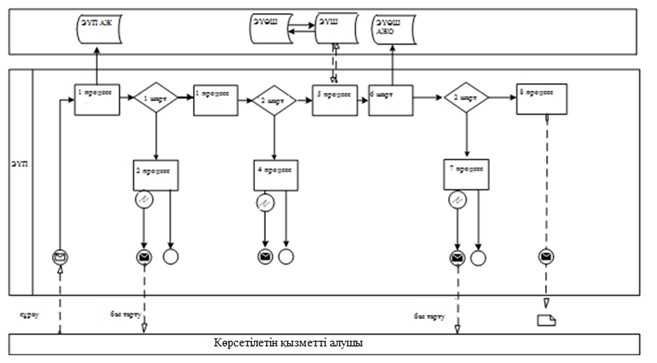 ЭҮП АЖ
ЭҮӨШ
ЭҮШ
ЭҮӨШ
АЖО
ЭҮП
1 процесс
1 шарт
1 процесс
2 шарт
5 процесс
6 шарт
2 шарт
8 процесс
2 процесс
4 процесс
7 процесс
сұрау
бас тарту
бас тарту
Көрсетілетін қызметті алушы